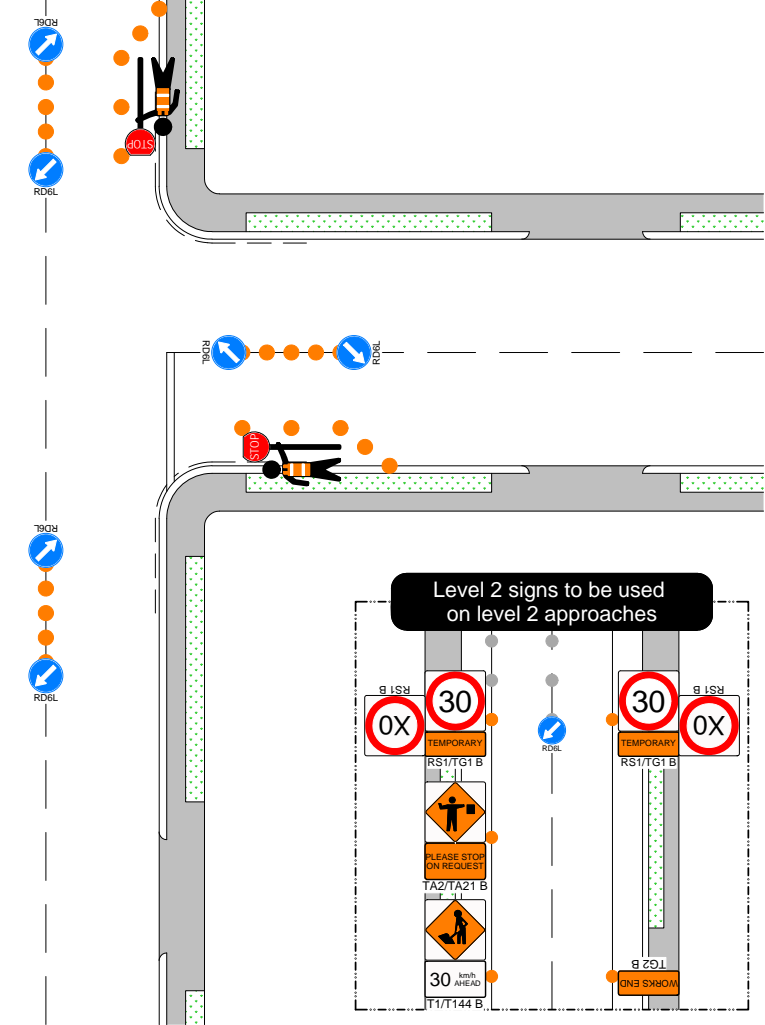 RD6L
STOP
RD6L
RD6L
RD6L
STOP
RD6L
RD6L
Level 2 signs to be used
on level 2 approaches
RS1 B
30
30
RS1 B
0X
0X
TEMPORARY
TEMPORARY
RD6L
RS1/TG1 B
RS1/TG1 B
PLEASE STOP
ON REQUEST
TA2/TA21 B
30 km/h
AHEAD
T1/T144 B
TG2 B
WORKS END